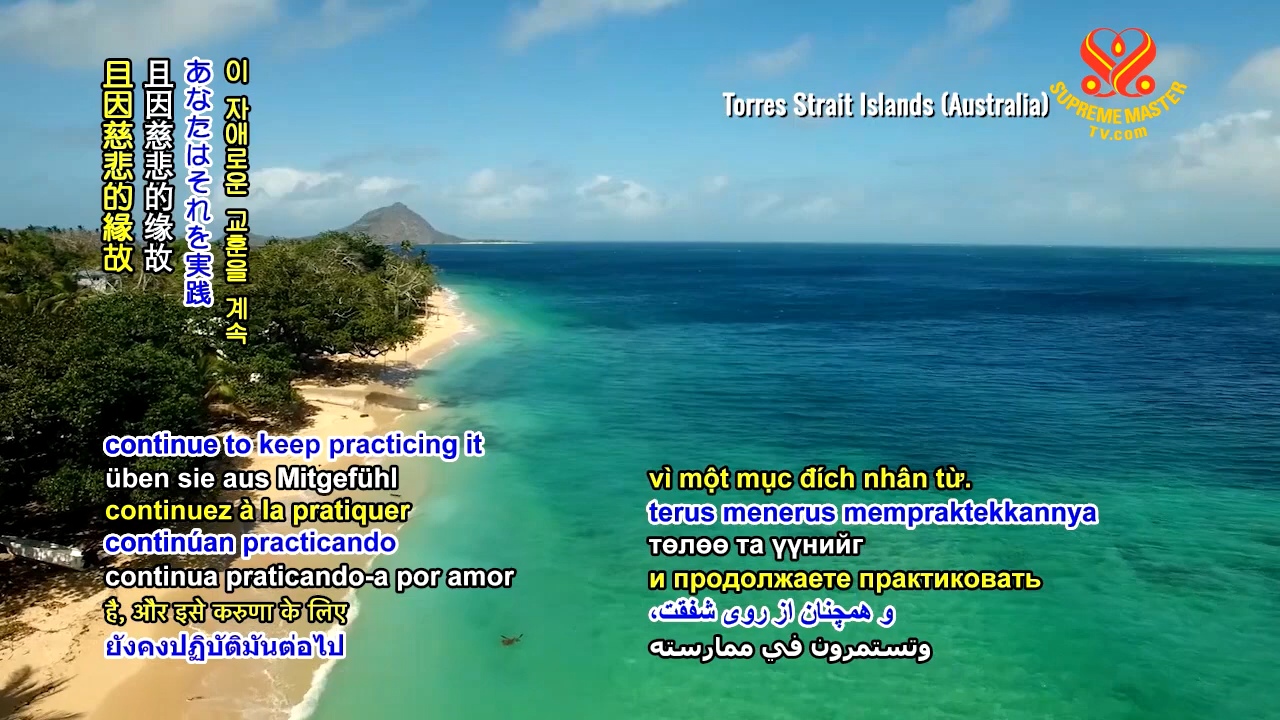 Torres Strait Islands (Australia)
SUPREME MASTER
TV.com
且因慈悲的緣故
且因慈悲的缘故
あなたはそれを実践
이 자애로운 교훈을 계속
continue to keep practicing it
üben sie aus Mitgefühl
continuez à la pratiquer
continúan practicando
continua praticando-a por amor
है, और इसे करुणा के लिए
ยังคงปฏิบัติมันต่อไป
vì một mục đích nhân từ.
terus menerus mempraktekkannya
төлөө та үүнийг
и продолжаете практиковать
و همچنان از روی شفقت،
وتستمرون في ممارسته